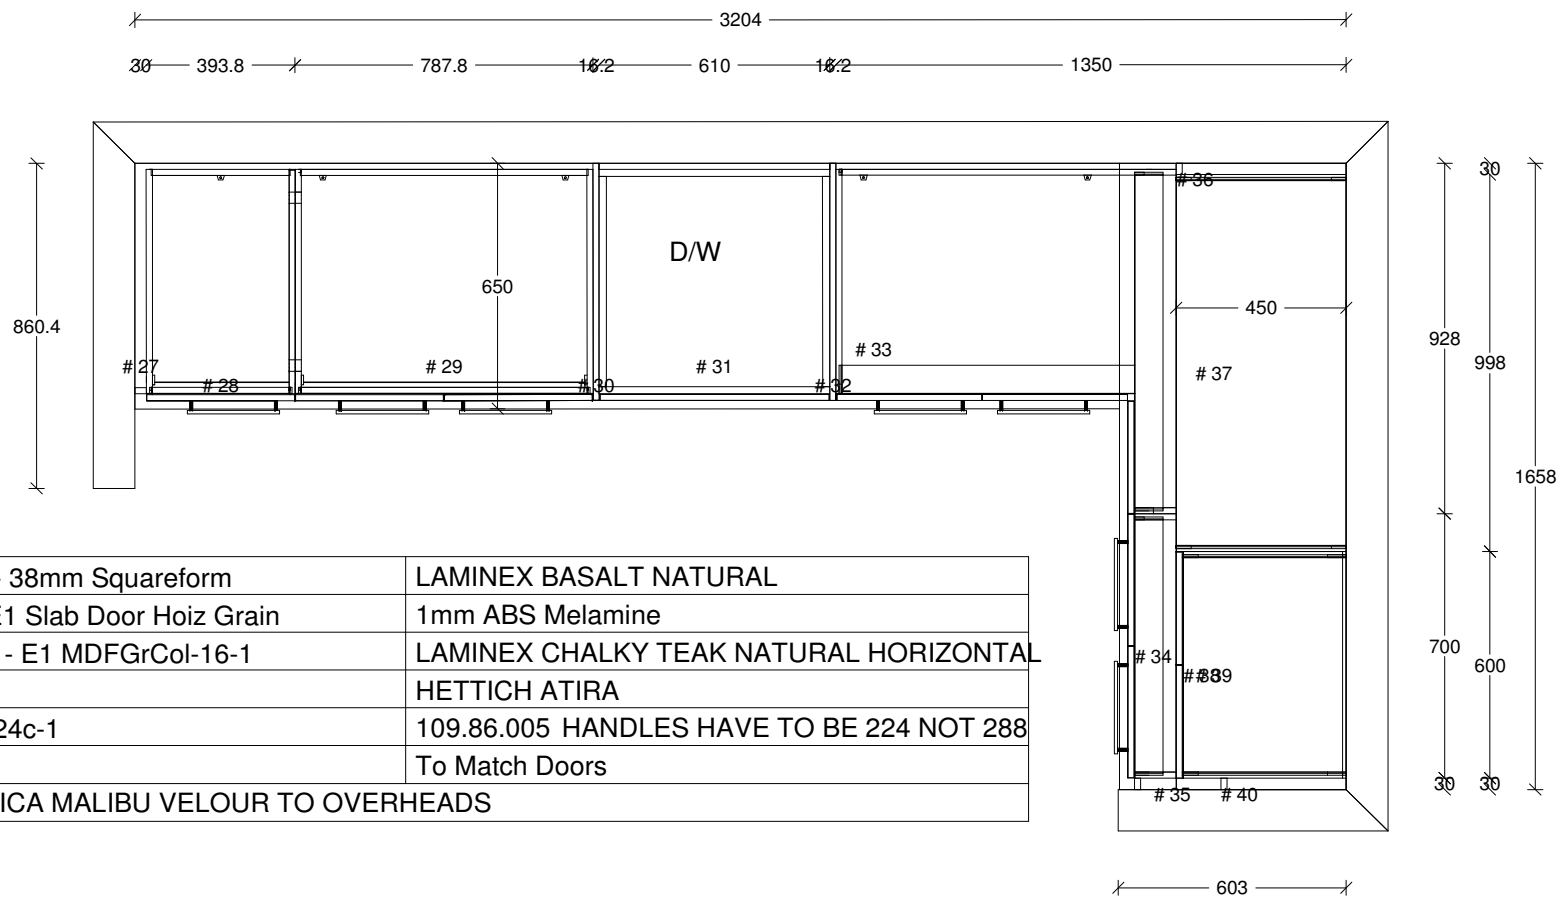 3204
30 393.8 787.8 16.2 610 16.2 1350
30
D/W
# 36
650
450
860.4
928
998
# 33
# 27
# 28
# 29
# 30
# 31
# 32
# 37
1658
- 38mm Squareform LAMINEX BASALT NATURAL
E1 Slab Door Hoiz Grain 1mm ABS Melamine
- E1 MDFGrCol-16-1 LAMINEX CHALKY TEAK NATURAL HORIZONTAL
HETTICH ATIRA
24c-1 109.86.005 HANDLES HAVE TO BE 224 NOT 288
To Match Doors
ICA MALIBU VELOUR TO OVERHEADS
# 34
700
600
# 38 # 39
30 30
# 35 # 40
603